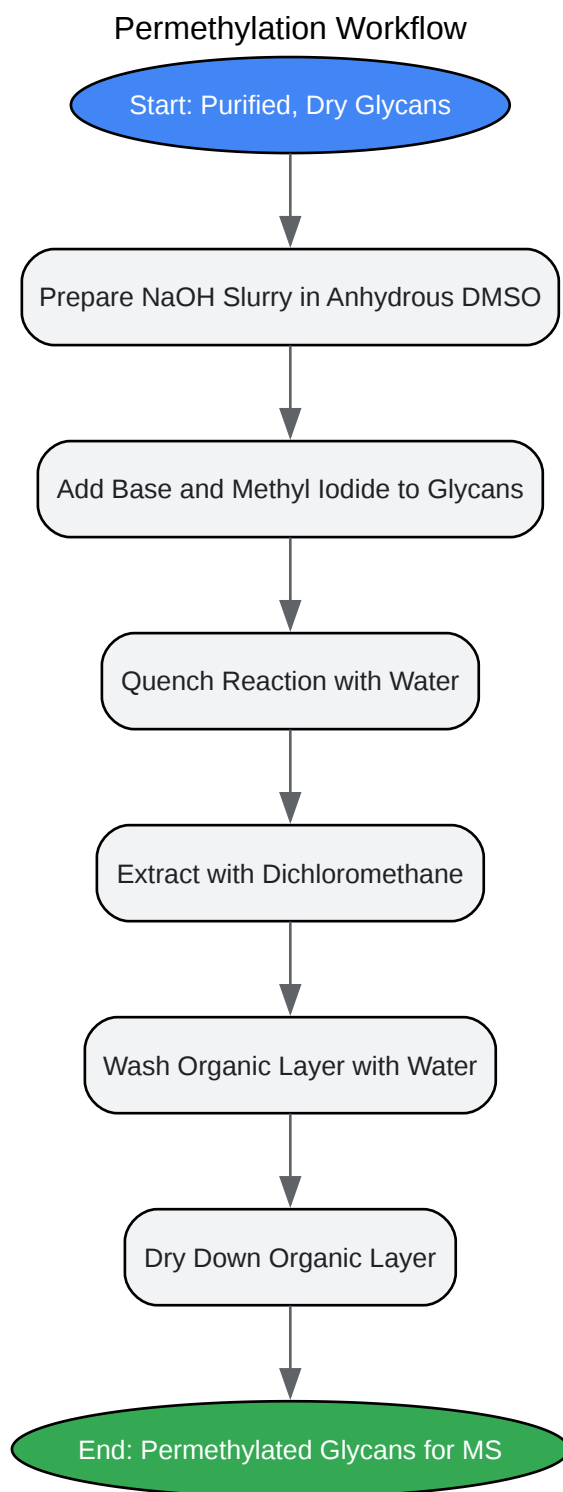 Permethylation Workflow
Start: Purified, Dry Glycans
Prepare NaOH Slurry in Anhydrous DMSO
Add Base and Methyl Iodide to Glycans
Quench Reaction with Water
Extract with Dichloromethane
Wash Organic Layer with Water
Dry Down Organic Layer
End: Permethylated Glycans for MS